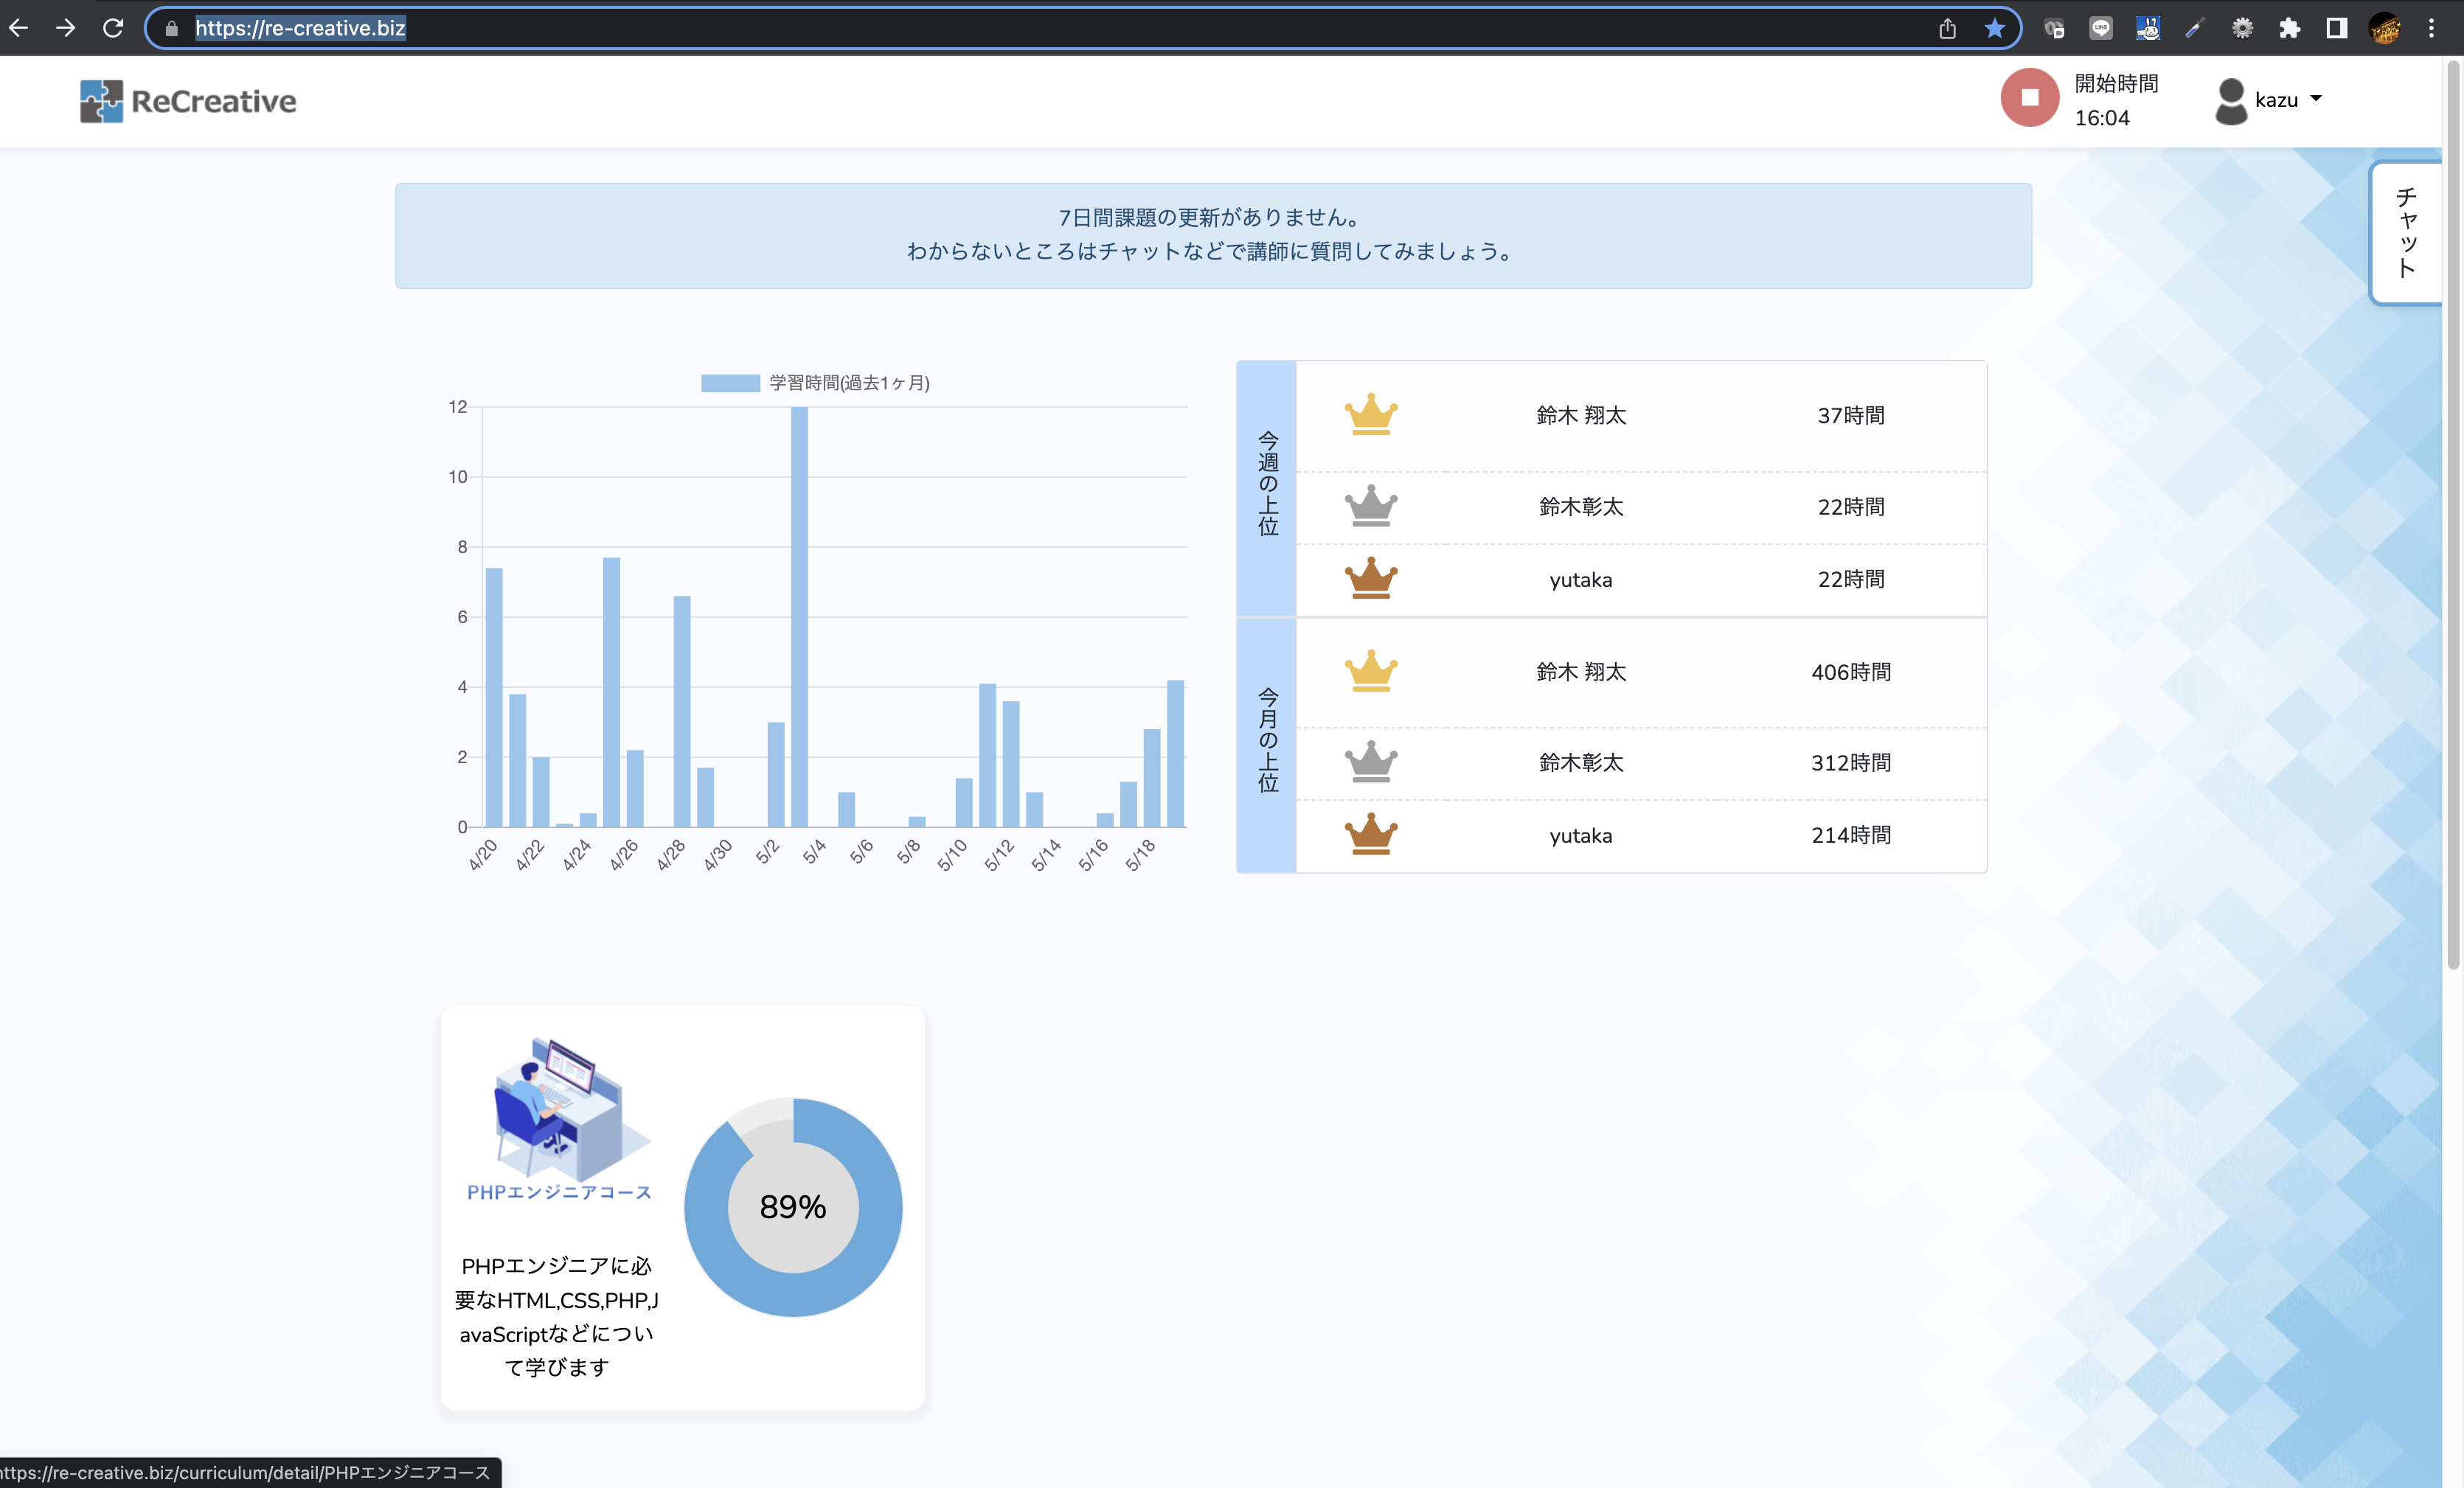 https://re-creative.biz
ReCreative
開始時間
16:04
kazu
チャット
7日間課題の更新がありません。
わからないところはチャットなどで講師に質問してみましょう。
学習時間(過去1ヶ月)
12
10
8
6
4
2
0
4/20
4/22
4/24
4/26
4/28
4/30
5/2
5/4
5/6
5/8
5/10
5/12
5/14
5/16
5/18
今週の上位
鈴木 翔太 37時間
鈴木彰太 22時間
yutaka 22時間
今月の上位
鈴木 翔太 406時間
鈴木彰太 312時間
yutaka 214時間
PHPエンジニアコース
89%
PHPエンジニアに必
要なHTML,CSS,PHP,J
avaScriptなどについ
て学びます
ttps://re-creative.biz/curriculum/detail/PHPエンジニアコース